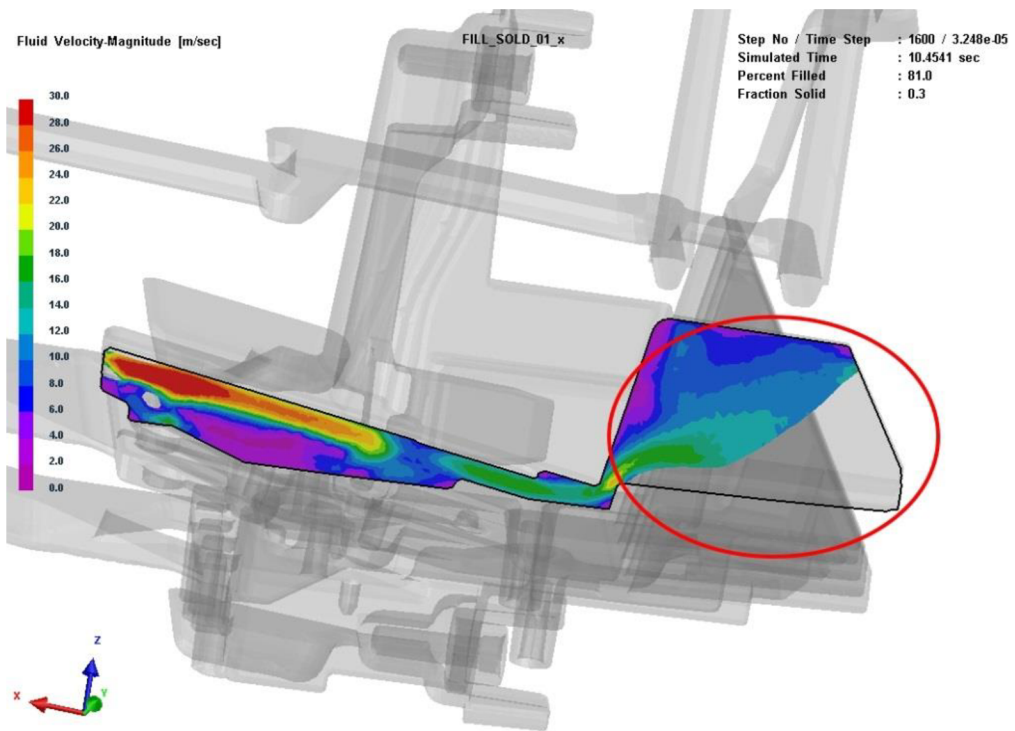 Fluid Velocity-Magnitude [m/sec]
FILL_SOLD_01_x
Step No / Time Step : 1600 / 3.248e-05
Simulated Time : 10.4541 sec
Percent Filled : 81.0
Fraction Solid : 0.3
30.0
28.0
26.0
24.0
22.0
20.0
18.0
16.0
14.0
12.0
10.0
8.0
6.0
4.0
2.0
0.0
Z
X
Y